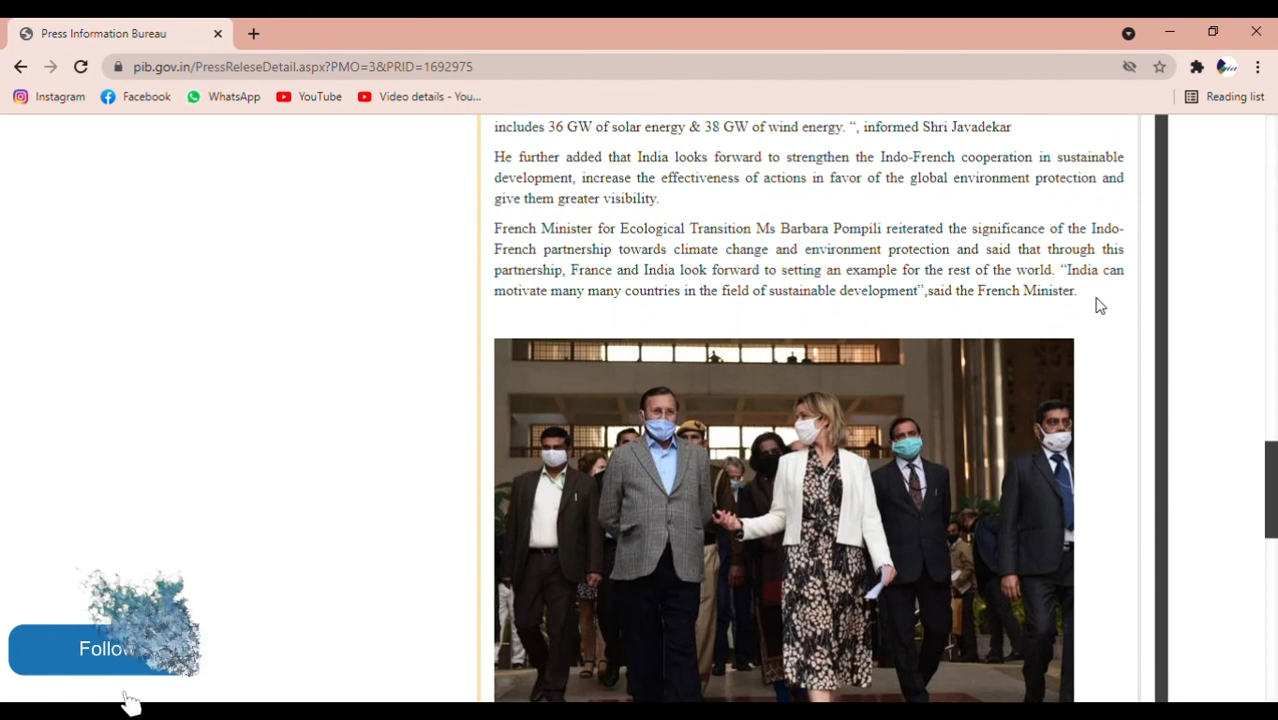 Press Information Bureau
pib.gov.in/PressReleseDetail.aspx?PMO=3&PRID=1692975
Instagram Facebook WhatsApp YouTube Video details - You... Reading list
includes 36 GW of solar energy & 38 GW of wind energy. “, informed Shri Javadekar
He further added that India looks forward to strengthen the Indo-French cooperation in sustainable
development, increase the effectiveness of actions in favor of the global environment protection and
give them greater visibility.
French Minister for Ecological Transition Ms Barbara Pompili reiterated the significance of the Indo-
French partnership towards climate change and environment protection and said that through this
partnership, France and India look forward to setting an example for the rest of the world. “India can
motivate many many countries in the field of sustainable development”,said the French Minister.
Follow